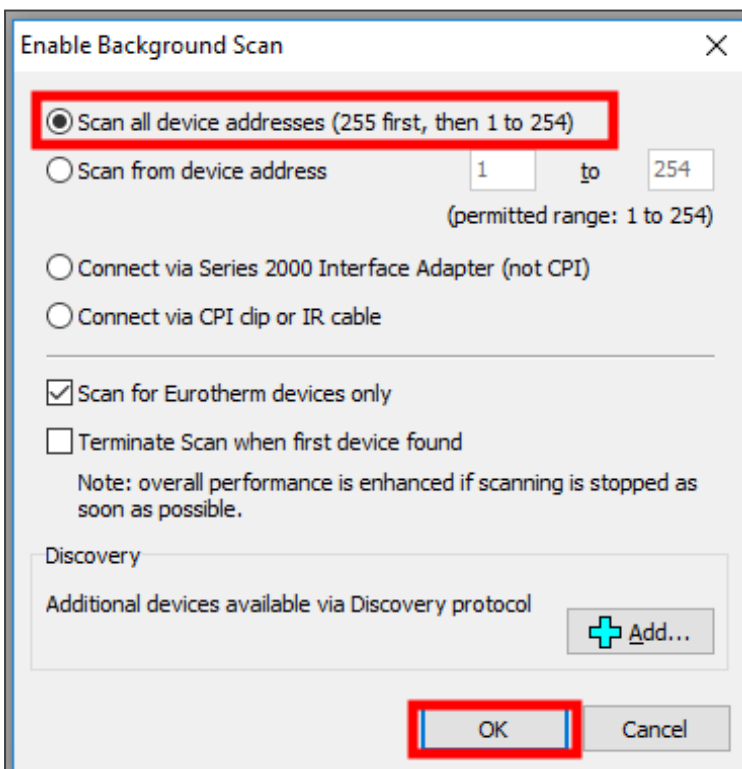 Enable Background Scan
Scan all device addresses (255 first, then 1 to 254)
Scan from device address 1 to 254
(permitted range: 1 to 254)
Connect via Series 2000 Interface Adapter (not CPI)
Connect via CPI clip or IR cable
Scan for Eurotherm devices only
Terminate Scan when first device found
Note: overall performance is enhanced if scanning is stopped as
soon as possible.
Discovery
Additional devices available via Discovery protocol
Add...
OK Cancel